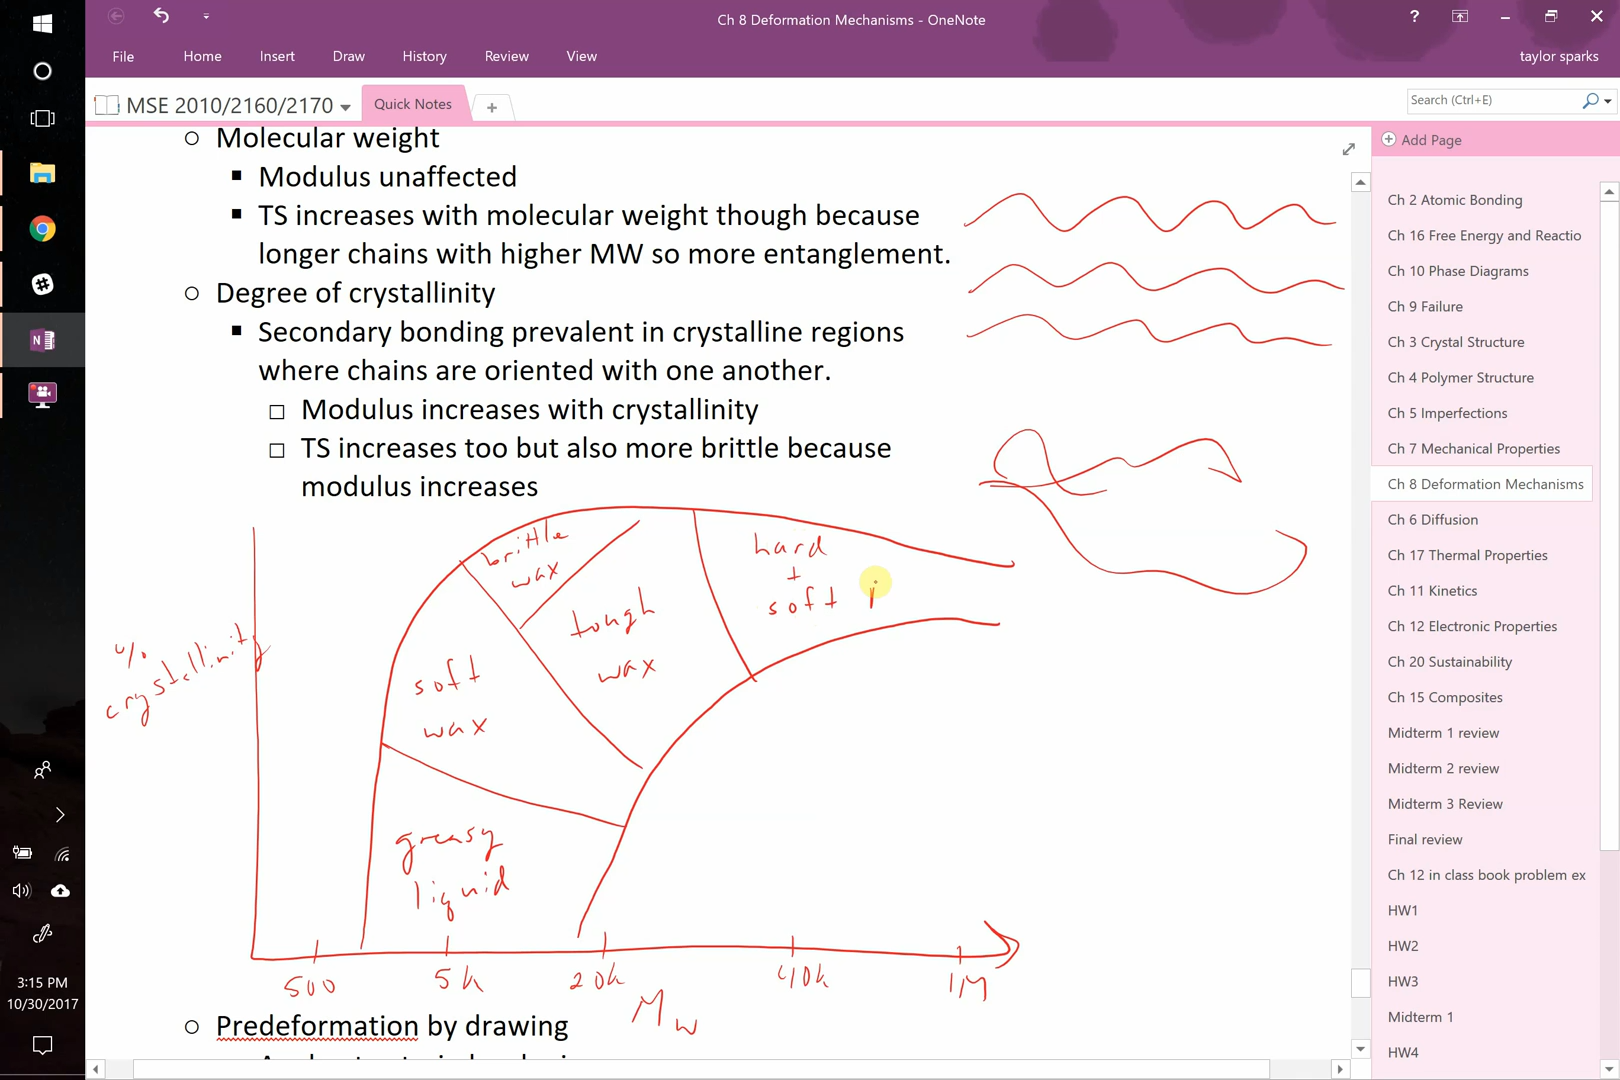 Ch 8 Deformation Mechanisms - OneNote
?
File Home Insert Draw History Review View
taylor sparks
MSE 2010/2160/2170
Quick Notes
+
Search (Ctrl+E)
Molecular weight
Modulus unaffected
TS increases with molecular weight though because
longer chains with higher MW so more entanglement.
Degree of crystallinity
Secondary bonding prevalent in crystalline regions
where chains are oriented with one another.
Modulus increases with crystallinity
TS increases too but also more brittle because
modulus increases
brittle
wax
hard
+
soft
tough
wax
%
crystellinity
soft
wax
greasy
liquid
500 5k 20k 40k 1M
Mw
Predeformation by drawing
Add Page
Ch 2 Atomic Bonding
Ch 16 Free Energy and Reactio
Ch 10 Phase Diagrams
Ch 9 Failure
Ch 3 Crystal Structure
Ch 4 Polymer Structure
Ch 5 Imperfections
Ch 7 Mechanical Properties
Ch 8 Deformation Mechanisms
Ch 6 Diffusion
Ch 17 Thermal Properties
Ch 11 Kinetics
Ch 12 Electronic Properties
Ch 20 Sustainability
Ch 15 Composites
Midterm 1 review
Midterm 2 review
Midterm 3 Review
Final review
Ch 12 in class book problem ex
HW1
HW2
HW3
Midterm 1
HW4
3:15 PM
10/30/2017